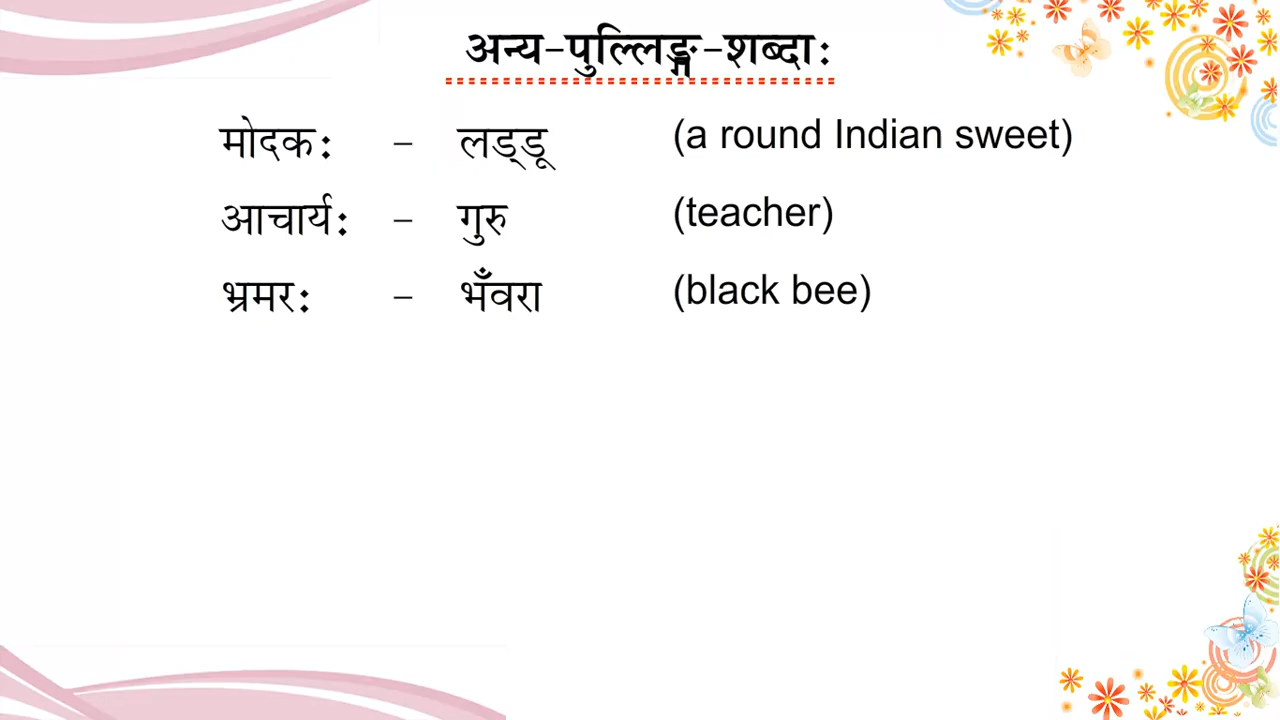 अन्य-पुल्लिङ्ग-शब्दाः
मोदकः – लड्डू (a round Indian sweet)
आचार्यः – गुरु (teacher)
भ्रमरः – भँवरा (black bee)